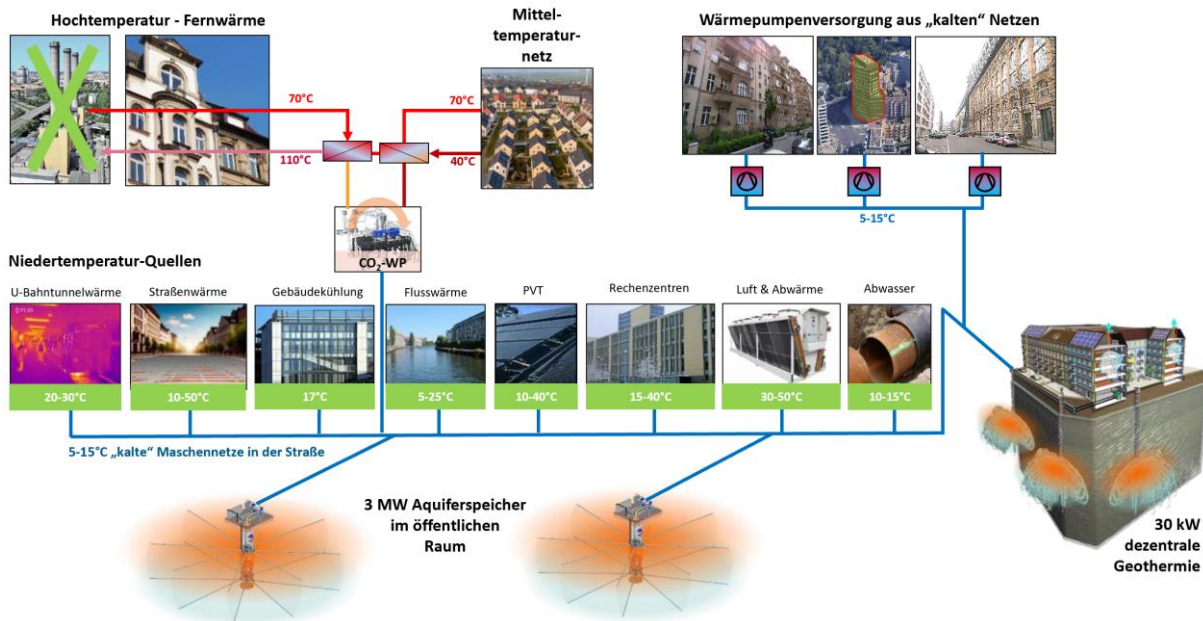 Hochtemperatur - Fernwärme
Mittel-
temperatur-
netz
Wärmepumpenversorgung aus „kalten“ Netzen
70°C
110°C
70°C
40°C
CO₂-WP
5-15°C
Niedertemperatur-Quellen
U-Bahntunnelwärme
Straßenwärme
Gebäudekühlung
Flusswärme
PVT
Rechenzentren
Luft & Abwärme
Abwasser
20-30°C
10-50°C
17°C
5-25°C
10-40°C
15-40°C
30-50°C
10-15°C
5-15°C „kalte“ Maschennetze in der Straße
3 MW Aquiferspeicher
im öffentlichen
Raum
30 kW
dezentrale
Geothermie